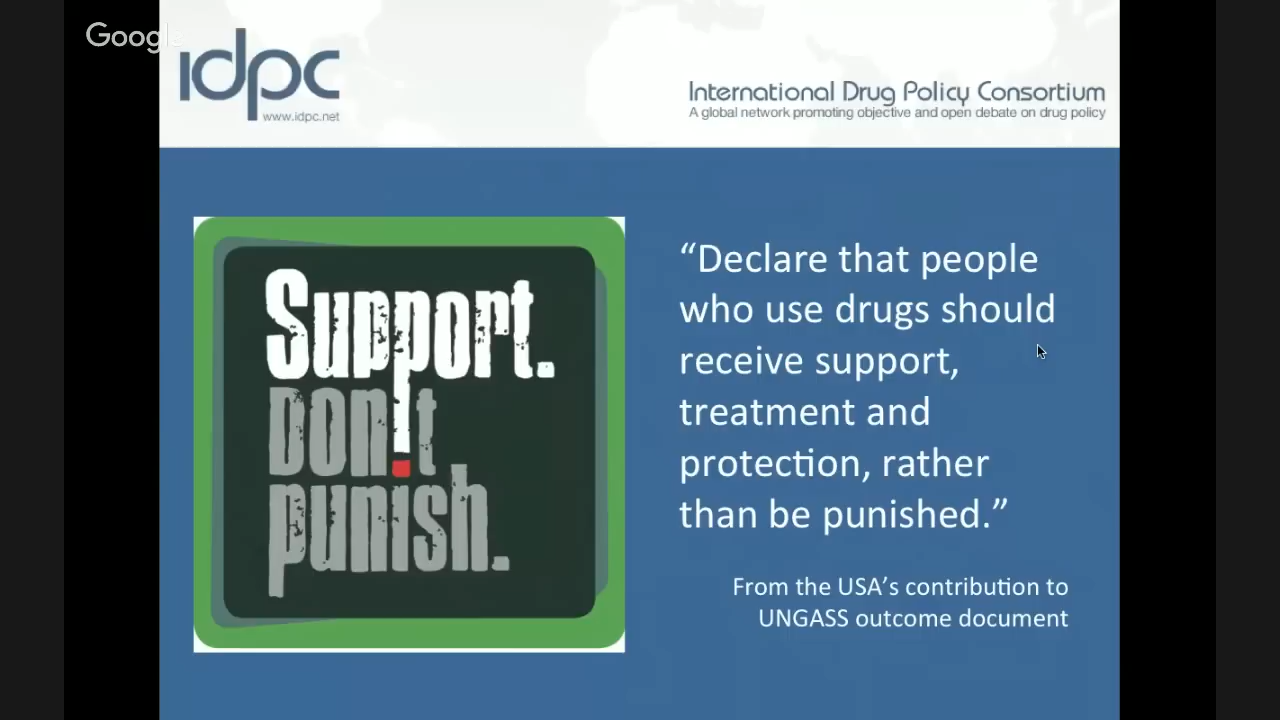 Google
idpc
www.idpc.net
International Drug Policy Consortium
A global network promoting objective and open debate on drug policy
Support.
Don't
punish.
“Declare that people
who use drugs should
receive support,
treatment and
protection, rather
than be punished.”
From the USA’s contribution to
UNGASS outcome document